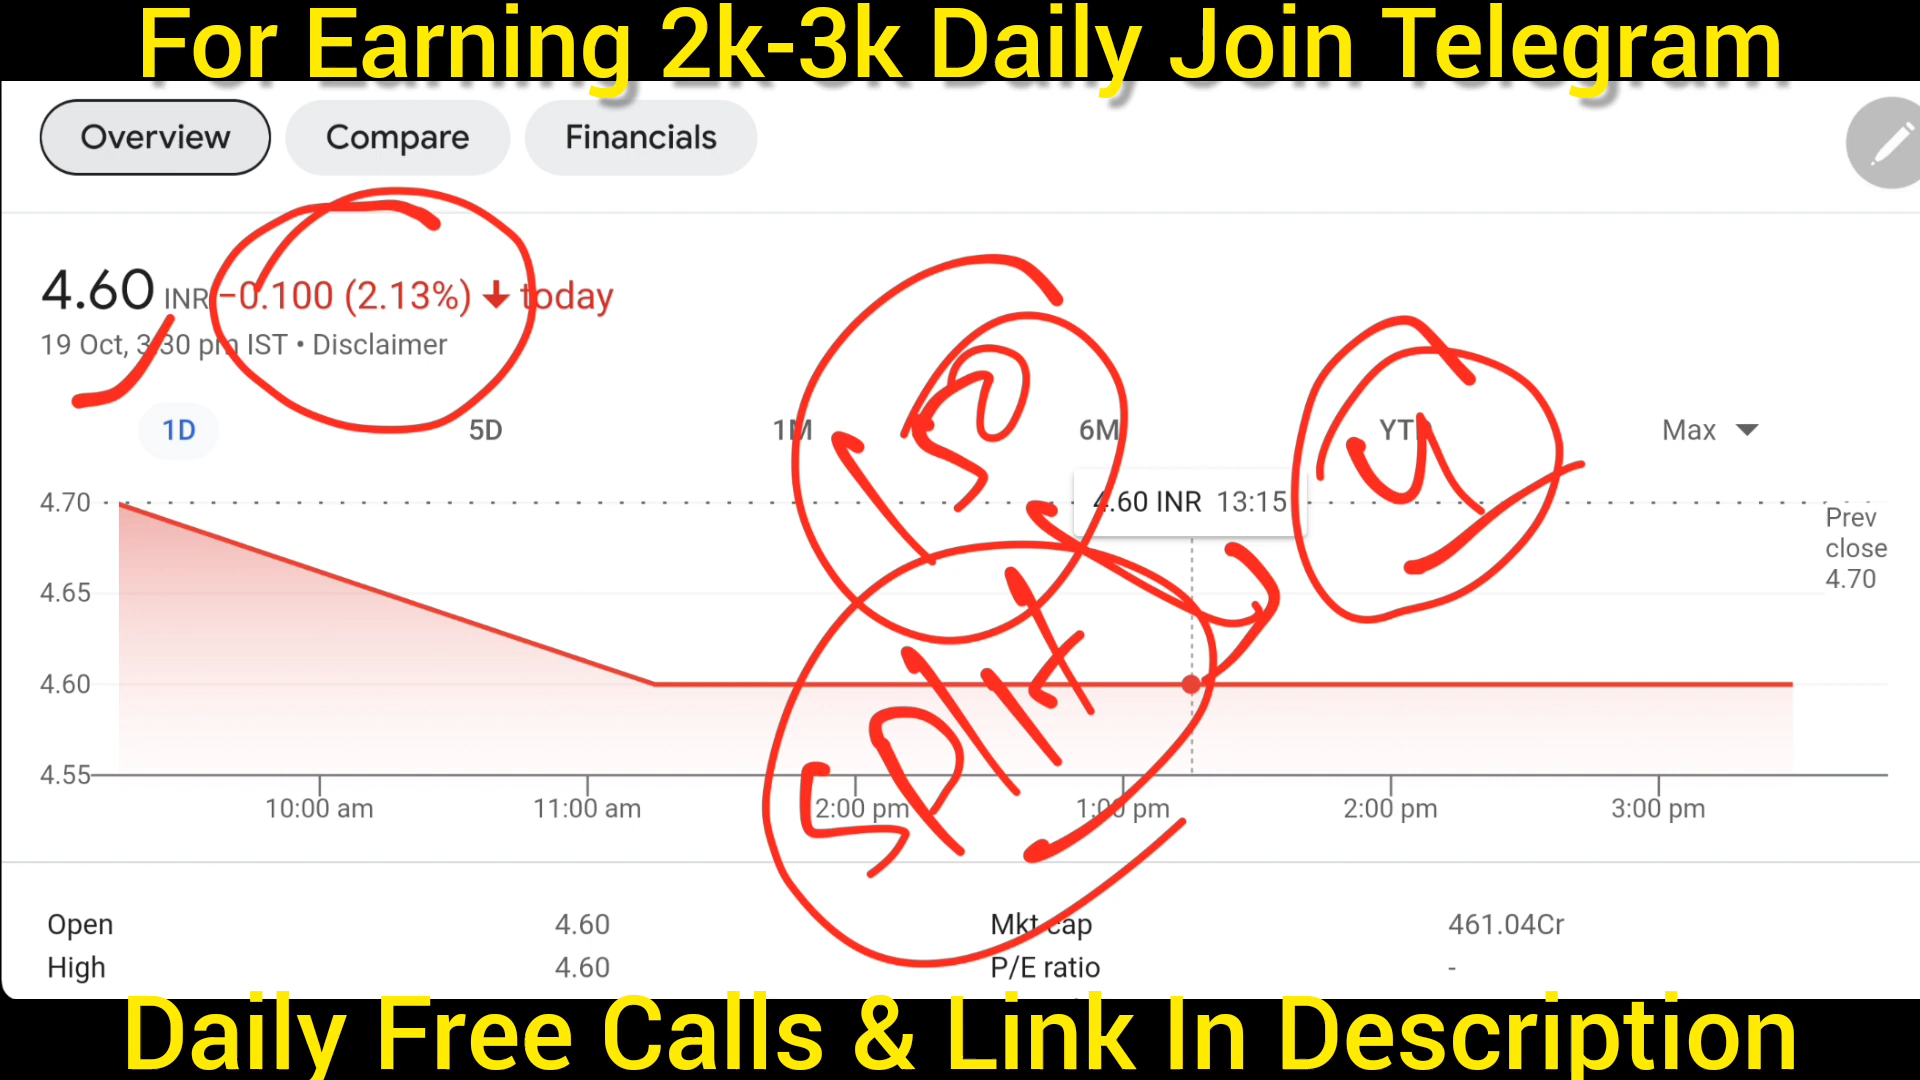 For Earning 2k-3k Daily Join Telegram
Overview Compare Financials
4.60 INR −0.100 (2.13%) ↓ today
19 Oct, 3:30 pm IST • Disclaimer
1D 5D 1M 6M YTD Max
4.70
4.60 INR 13:15
Prev
close
4.70
4.65
4.60
4.55
SPlit
10:00 am 11:00 am 2:00 pm 1:00 pm 2:00 pm 3:00 pm
Open 4.60 Mkt cap 461.04Cr
High 4.60 P/E ratio -
Daily Free Calls & Link In Description